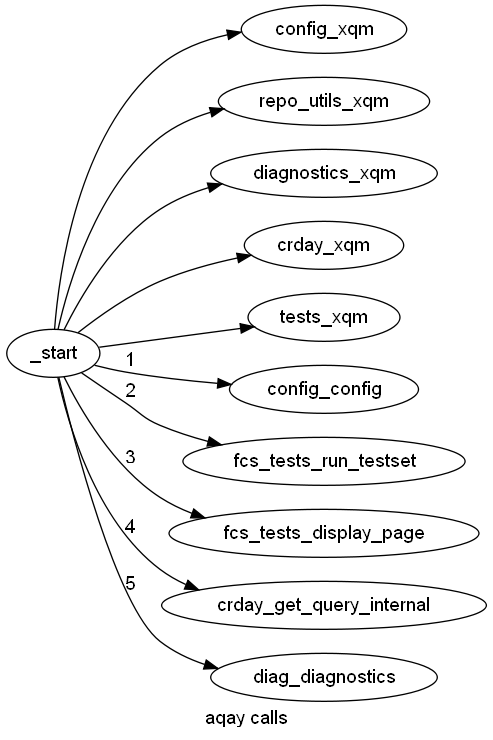 config_xqm
repo_utils_xqm
diagnostics_xqm
crday_xqm
tests_xqm
_start
1
config_config
2
fcs_tests_run_testset
3
fcs_tests_display_page
4
crday_get_query_internal
5
diag_diagnostics
aqay calls